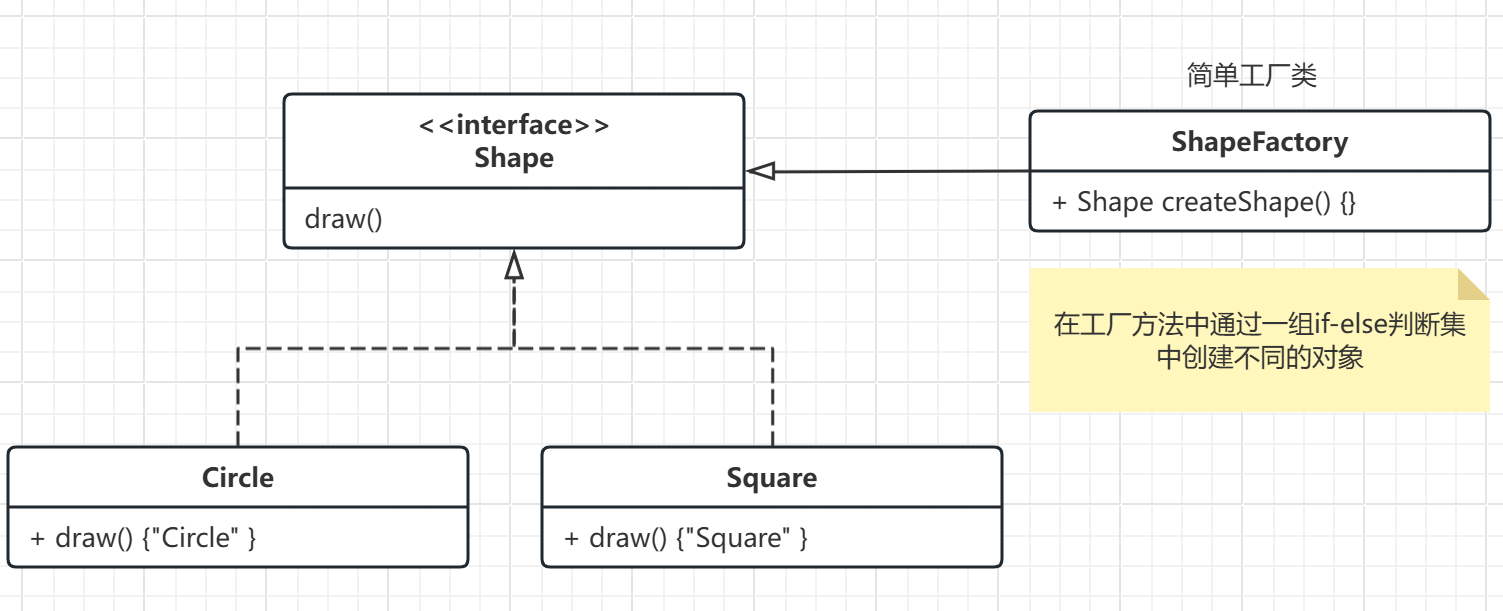 简单工厂类
<<interface>>
Shape
draw()
ShapeFactory
+ Shape createShape() {}
在工厂方法中通过一组if-else判断集
中创建不同的对象
Circle
+ draw() {"Circle" }
Square
+ draw() {"Square" }